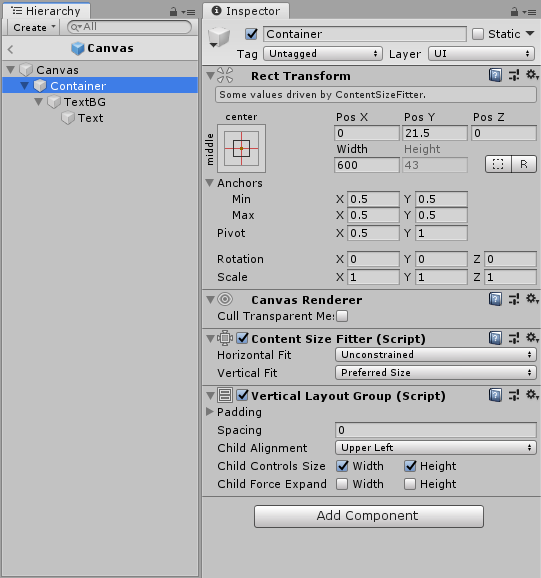 Hierarchy
Create
All
Canvas
Canvas
Container
TextBG
Text
Inspector
Container
Static
Tag Untagged Layer UI
Rect Transform
Some values driven by ContentSizeFitter.
center
middle
Pos X Pos Y Pos Z
0 21.5 0
Width Height
600 43
R
Anchors
Min X 0.5 Y 0.5
Max X 0.5 Y 0.5
Pivot X 0.5 Y 1
Rotation X 0 Y 0 Z 0
Scale X 1 Y 1 Z 1
Canvas Renderer
Cull Transparent Mes
Content Size Fitter (Script)
Horizontal Fit Unconstrained
Vertical Fit Preferred Size
Vertical Layout Group (Script)
Padding
Spacing 0
Child Alignment Upper Left
Child Controls Size Width Height
Child Force Expand Width Height
Add Component